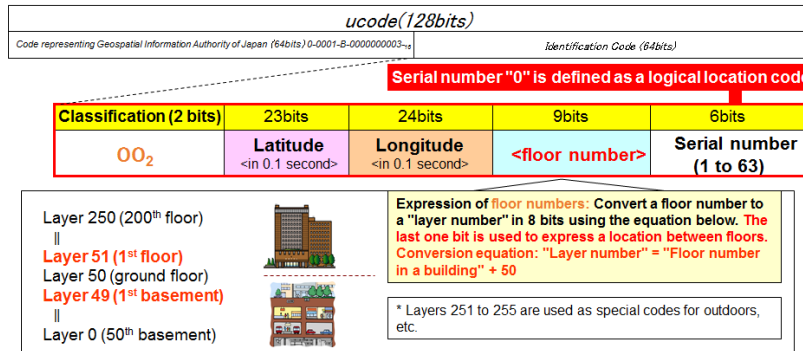 ucode(128bits)
Code representing Geospatial Information Authority of Japan (64bits) 0-0001-B-0000000003-₁₆
Identification Code (64bit)
Serial number "0" is defined as a logical location code
Classification (2 bits)
23bits
24bits
9bits
6bits
OO₂
Latitude
<in 0.1 second>
Longitude
<in 0.1 second>
<floor number>
Serial number
(1 to 63)
Layer 250 (200th floor)
||
Layer 51 (1st floor)
Layer 50 (ground floor)
Layer 49 (1st basement)
||
Layer 0 (50th basement)
Expression of floor numbers: Convert a floor number to
a "layer number" in 8 bits using the equation below. The
last one bit is used to express a location between floors.
Conversion equation: "Layer number" = "Floor number
in a building" + 50
* Layers 251 to 255 are used as special codes for outdoors,
etc.